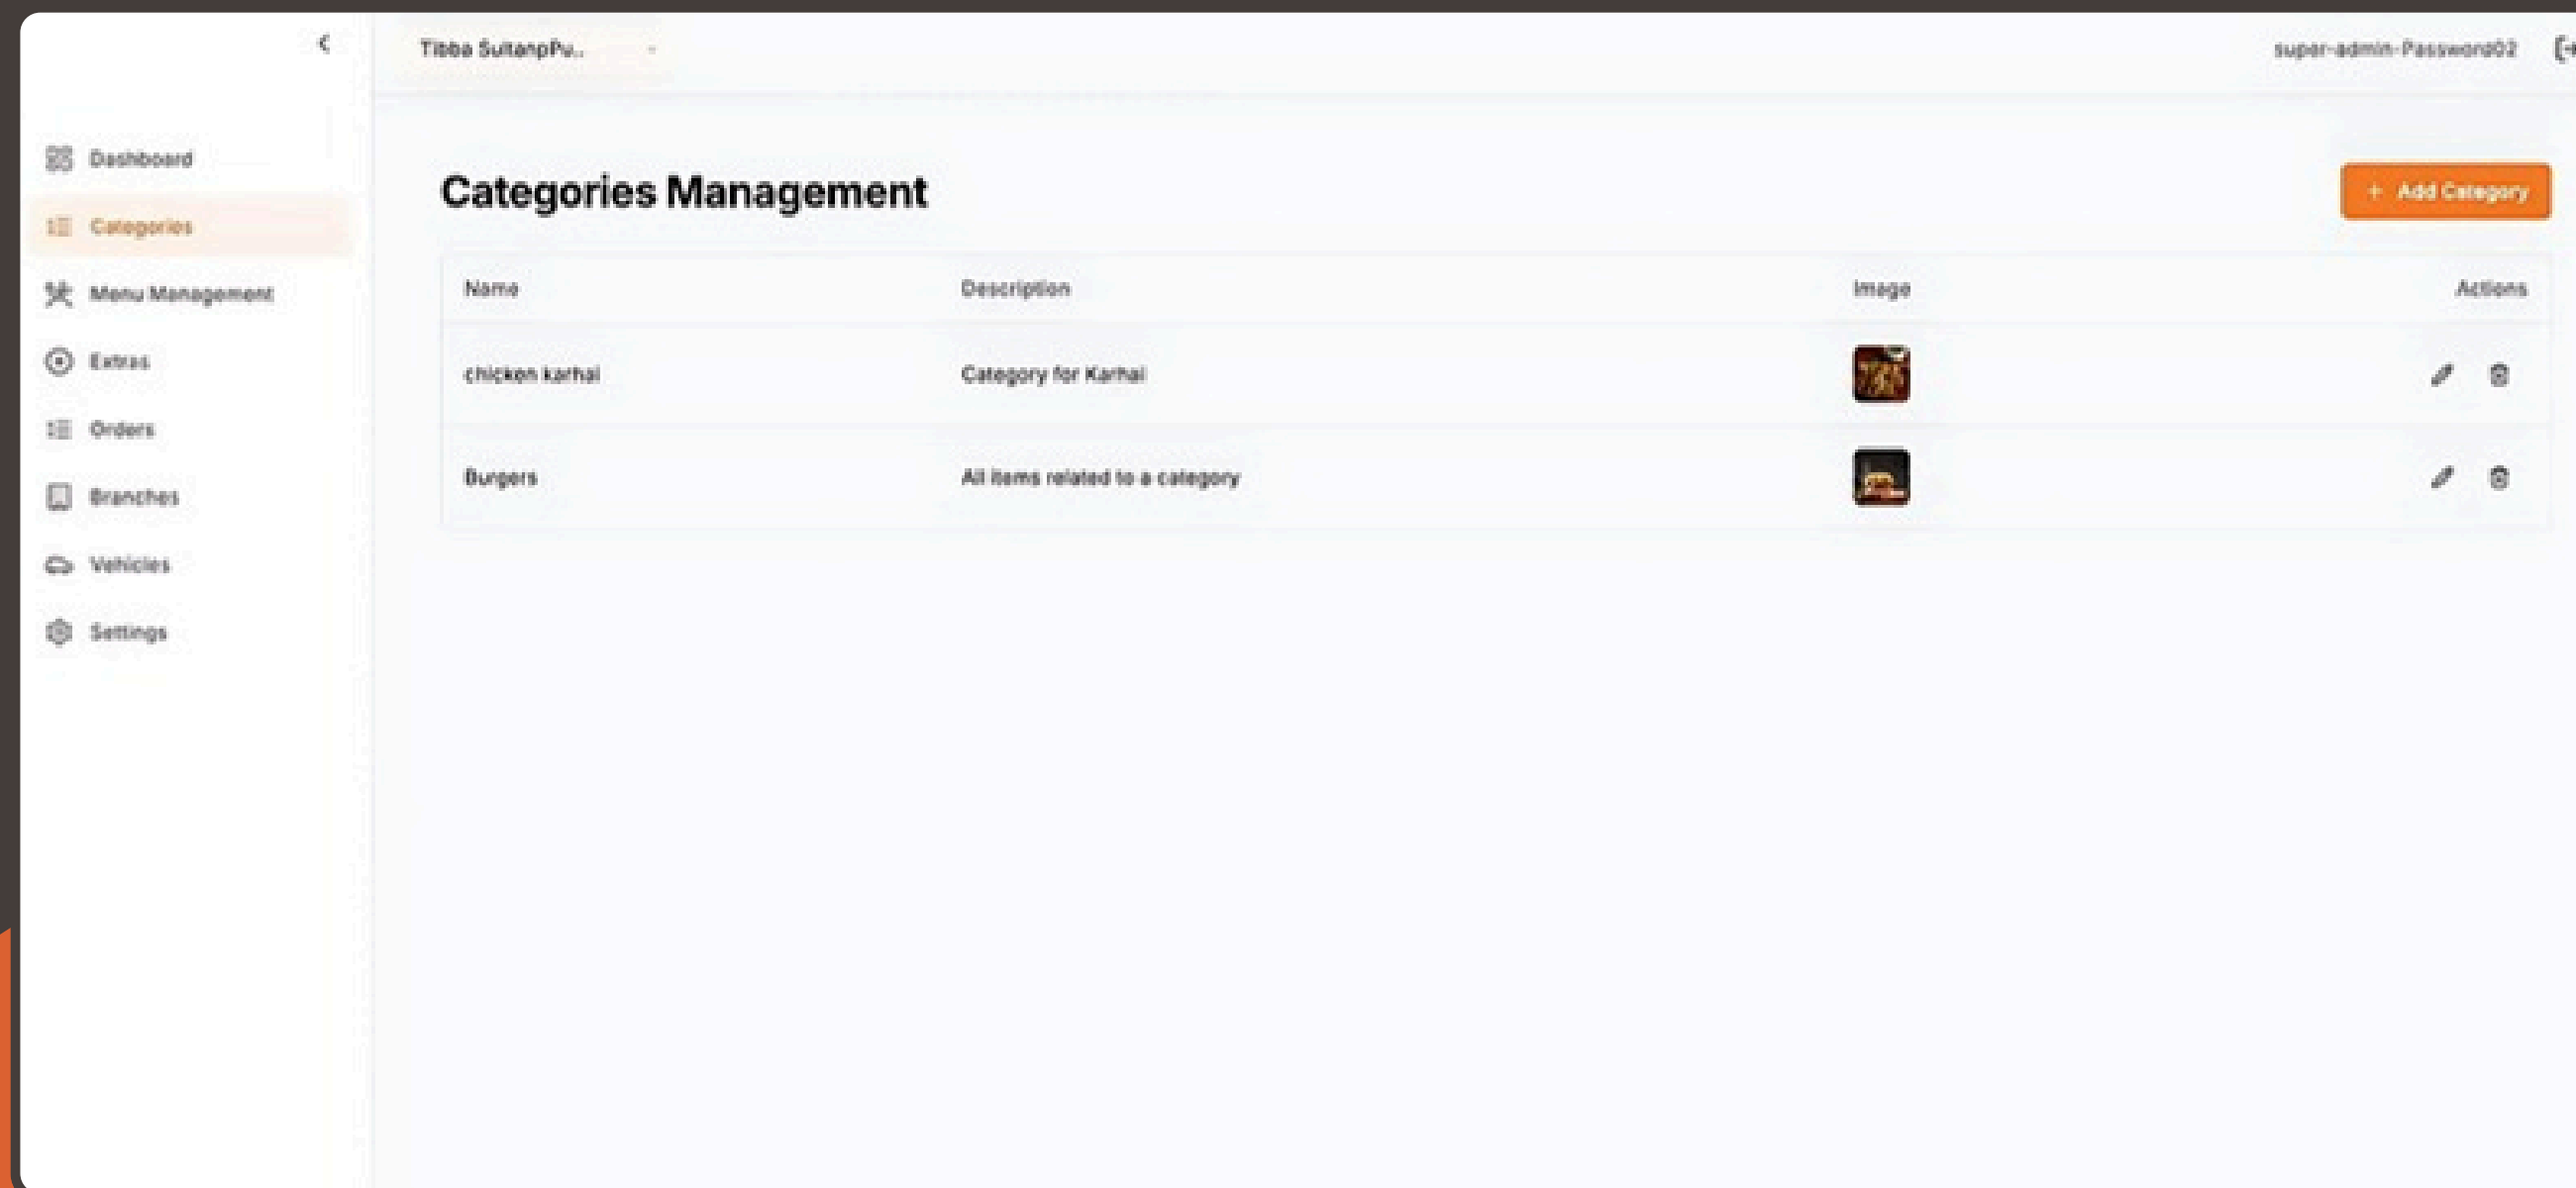 Tibba SultanpPu..
super-admin-Password02
Dashboard
Categories
Menu Management
Extras
Orders
Branches
Vehicles
Settings
Categories Management
+ Add Category
Name Description Image Actions
chicken karhai Category for Karhai
Burgers All items related to a category